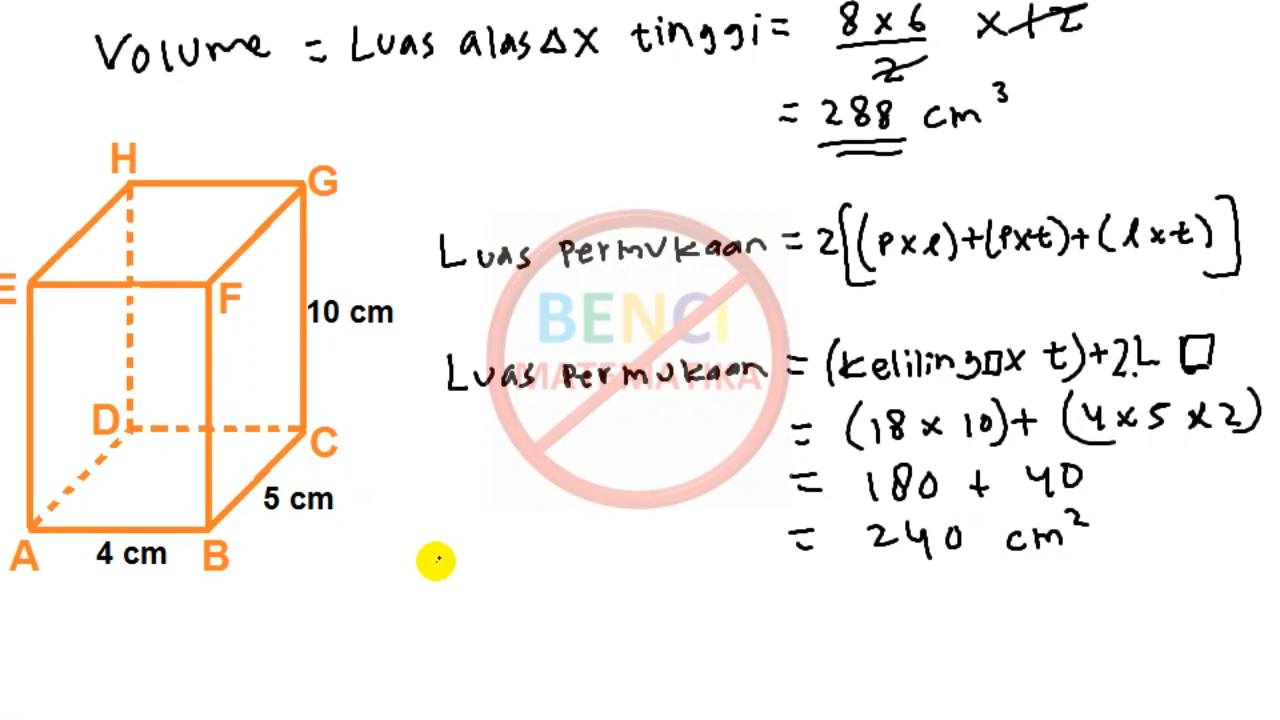 Volume = Luas alas Δ x tinggi = 8 x 6 / 2 x 12
= 288 cm³
H
G
Luas permukaan = 2[(p x l) + (p x t) + (l x t)]
E
F
10 cm
BENCI
MATEMATIKA
Luas permukaan = (keliling □ x t) + 2.L □
D
C
= (18 x 10) + (4 x 5 x 2)
= 180 + 40
5 cm
= 240 cm²
A
4 cm
B